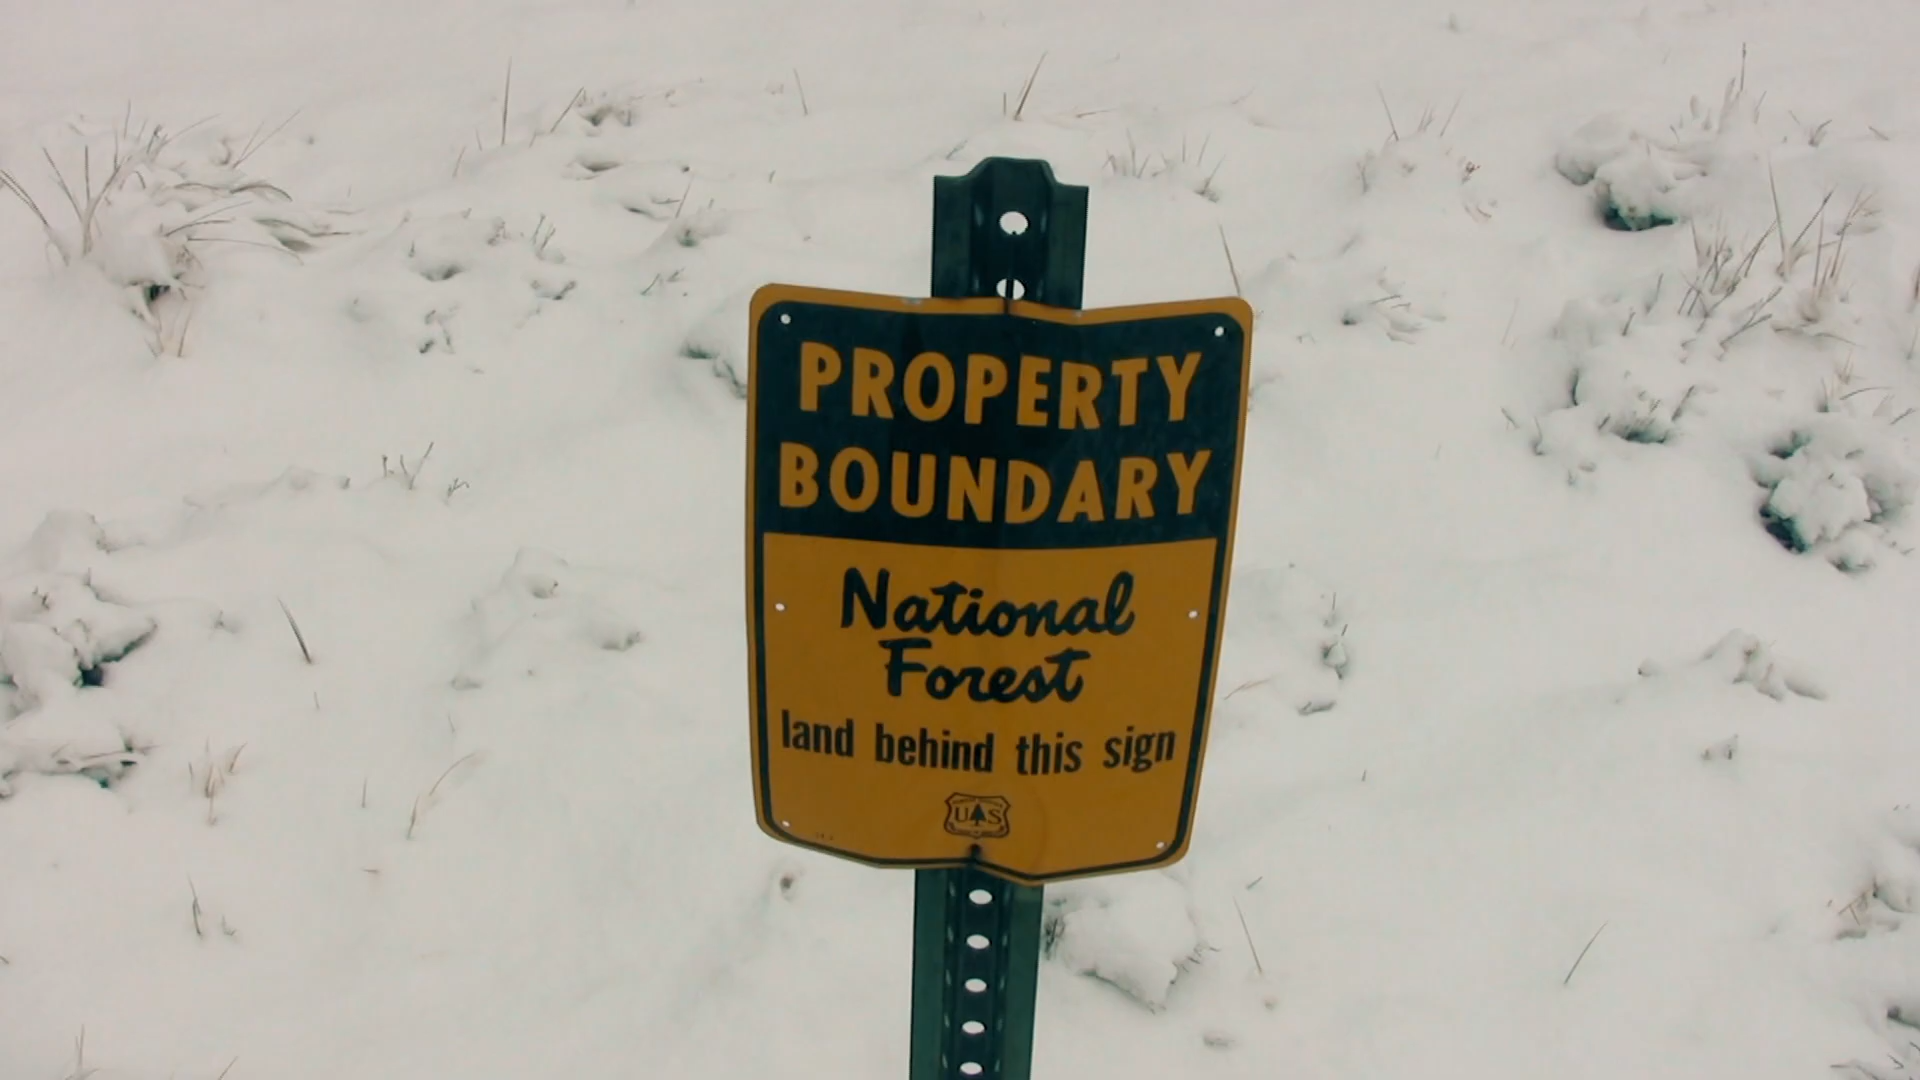 PROPERTY
BOUNDARY
National
Forest
land behind this sign
U S